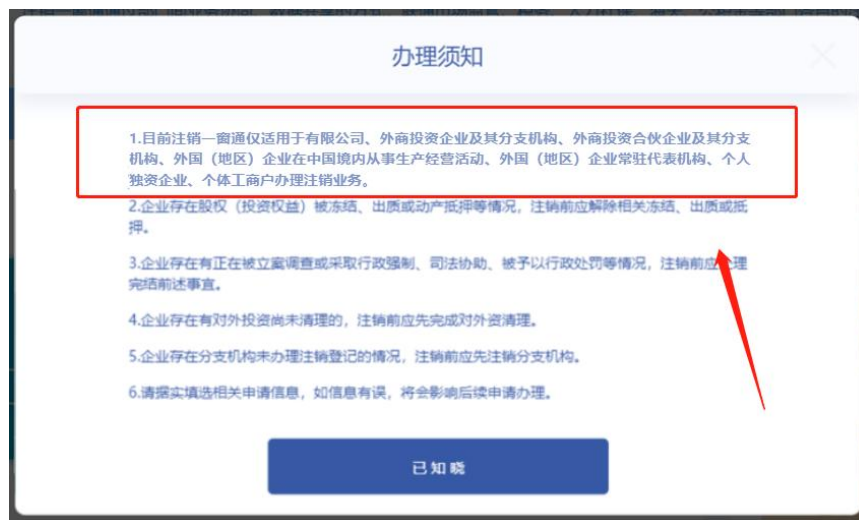 办理须知
1.目前注销一窗通仅适用于有限公司、外商投资企业及其分支机构、外商投资合伙企业及其分支
机构、外国（地区）企业在中国境内从事生产经营活动、外国（地区）企业常驻代表机构、个人
独资企业、个体工商户办理注销业务。
2.企业存在股权（投资权益）被冻结、出质或动产抵押等情况，注销前应解除相关冻结、出质或抵
押。
3.企业存在有正在被立案调查或采取行政强制、司法协助、被予以行政处罚等情况，注销前应办理
完结前述事宜。
4.企业存在有对外投资尚未清理的，注销前应先完成对外资清理。
5.企业存在分支机构未办理注销登记的情况，注销前应先注销分支机构。
6.请据实填选相关申请信息，如信息有误，将会影响后续申请办理。
已知晓